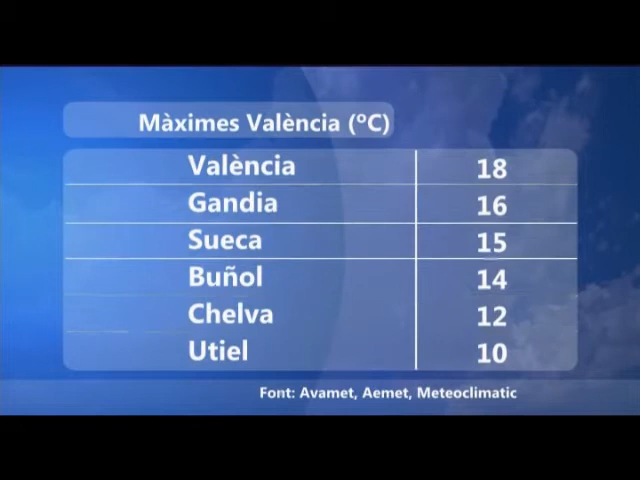 Màximes València (ºC)
València 18
Gandia 16
Sueca 15
Buñol 14
Chelva 12
Utiel 10
Font: Avamet, Aemet, Meteoclimatic